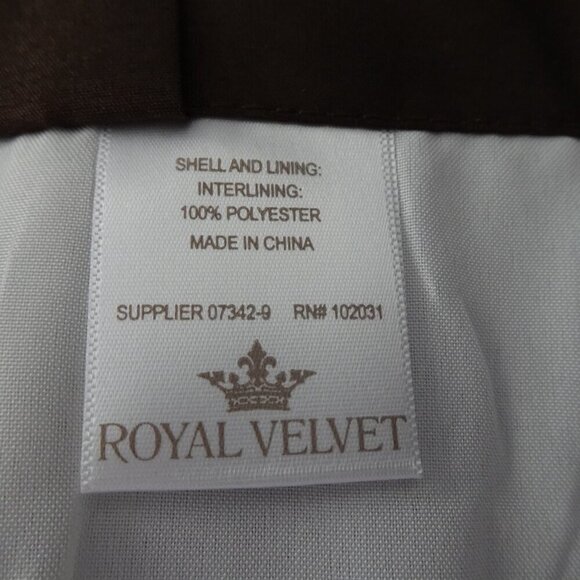 SHELL AND LINING:
INTERLINING:
100% POLYESTER
MADE IN CHINA
SUPPLIER 07342-9 RN# 102031
ROYAL VELVET